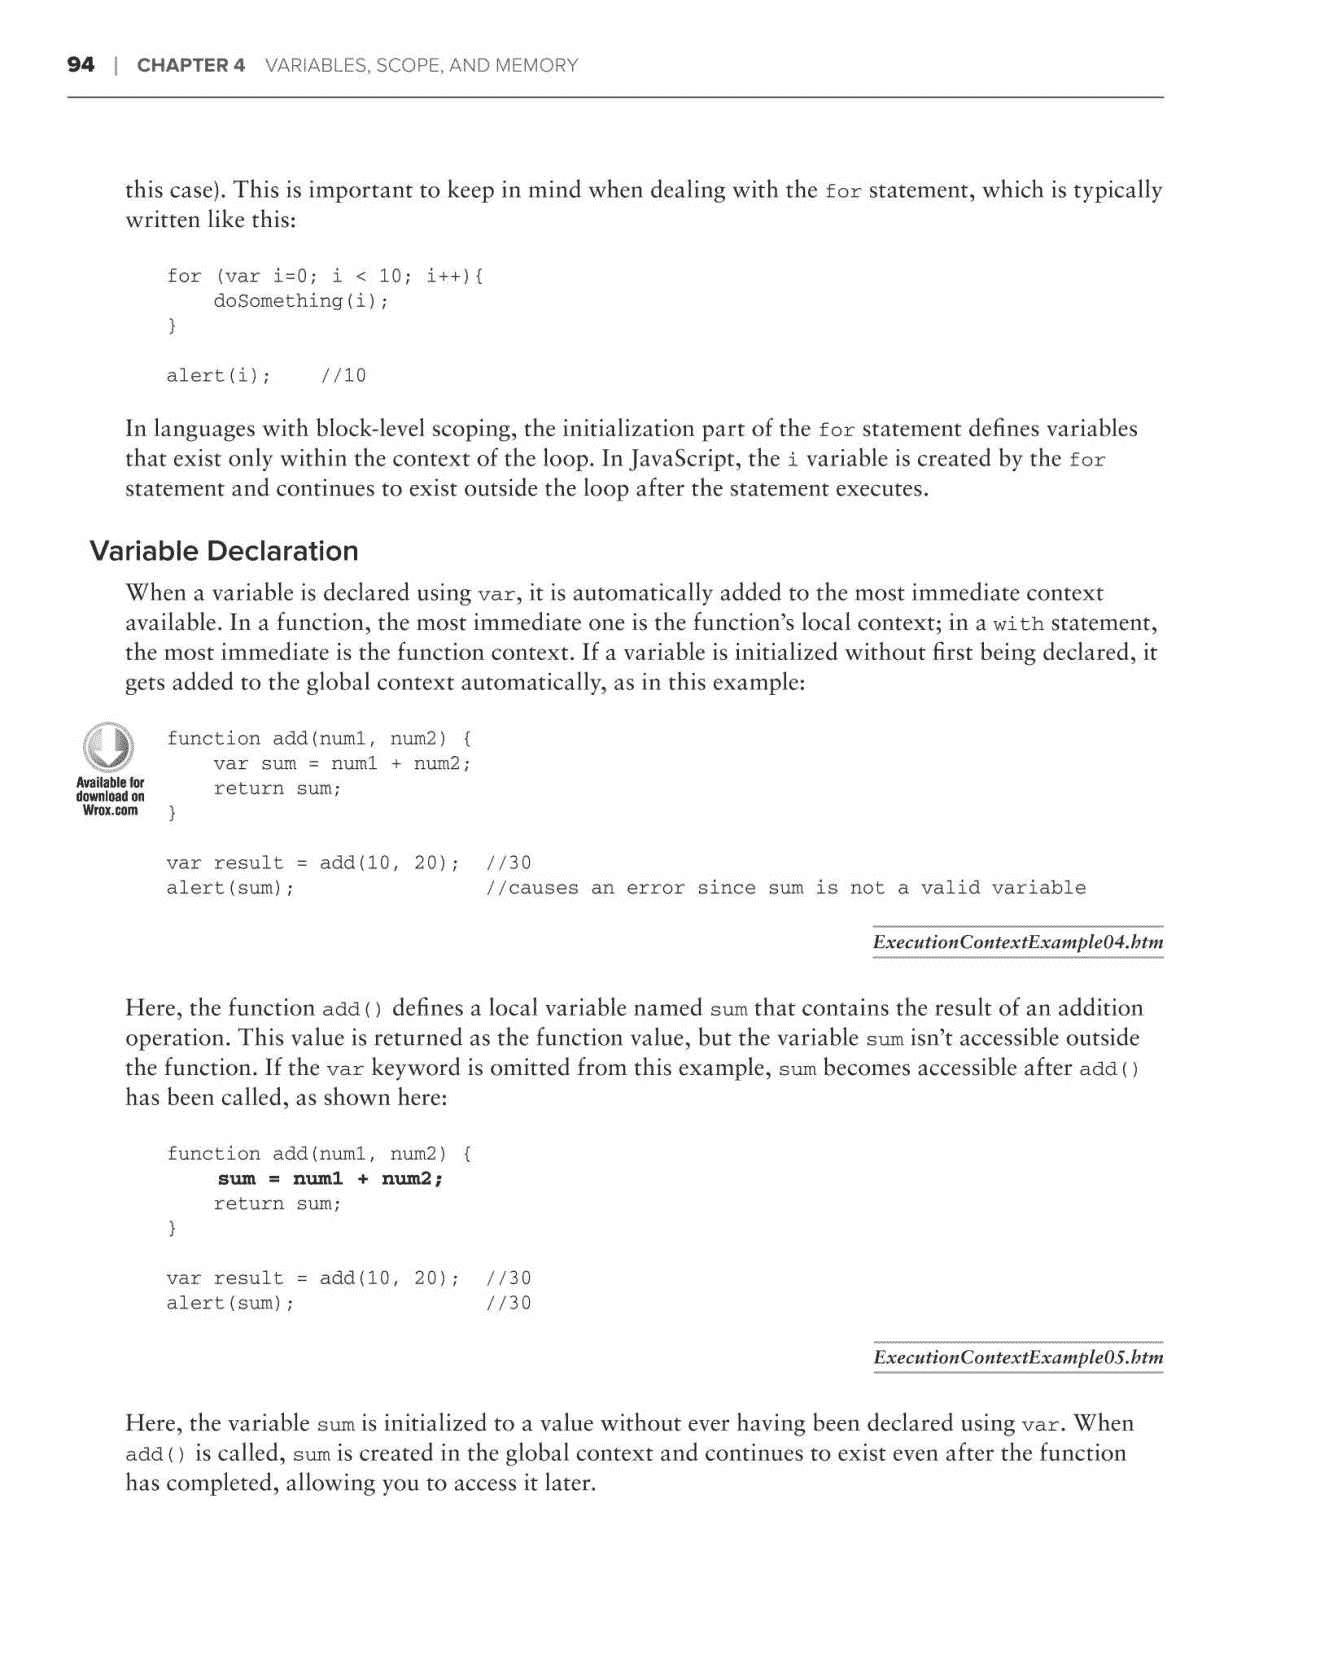 94 | CHAPTER 4 VARIABLES, SCOPE, AND MEMORY
this case). This is important to keep in mind when dealing with the for statement, which is typically
written like this:
for (var i=0; i < 10; i++){
    doSomething(i);
}
alert(i);    //10
In languages with block-level scoping, the initialization part of the for statement defines variables
that exist only within the context of the loop. In JavaScript, the i variable is created by the for
statement and continues to exist outside the loop after the statement executes.
Variable Declaration
When a variable is declared using var, it is automatically added to the most immediate context
available. In a function, the most immediate one is the function’s local context; in a with statement,
the most immediate is the function context. If a variable is initialized without first being declared, it
gets added to the global context automatically, as in this example:
Available for
download on
Wrox.com
function add(num1, num2) {
    var sum = num1 + num2;
    return sum;
}
var result = add(10, 20);  //30
alert(sum);                //causes an error since sum is not a valid variable
ExecutionContextExample04.htm
Here, the function add() defines a local variable named sum that contains the result of an addition
operation. This value is returned as the function value, but the variable sum isn’t accessible outside
the function. If the var keyword is omitted from this example, sum becomes accessible after add()
has been called, as shown here:
function add(num1, num2) {
    sum = num1 + num2;
    return sum;
}
var result = add(10, 20);  //30
alert(sum);                //30
ExecutionContextExample05.htm
Here, the variable sum is initialized to a value without ever having been declared using var. When
add() is called, sum is created in the global context and continues to exist even after the function
has completed, allowing you to access it later.